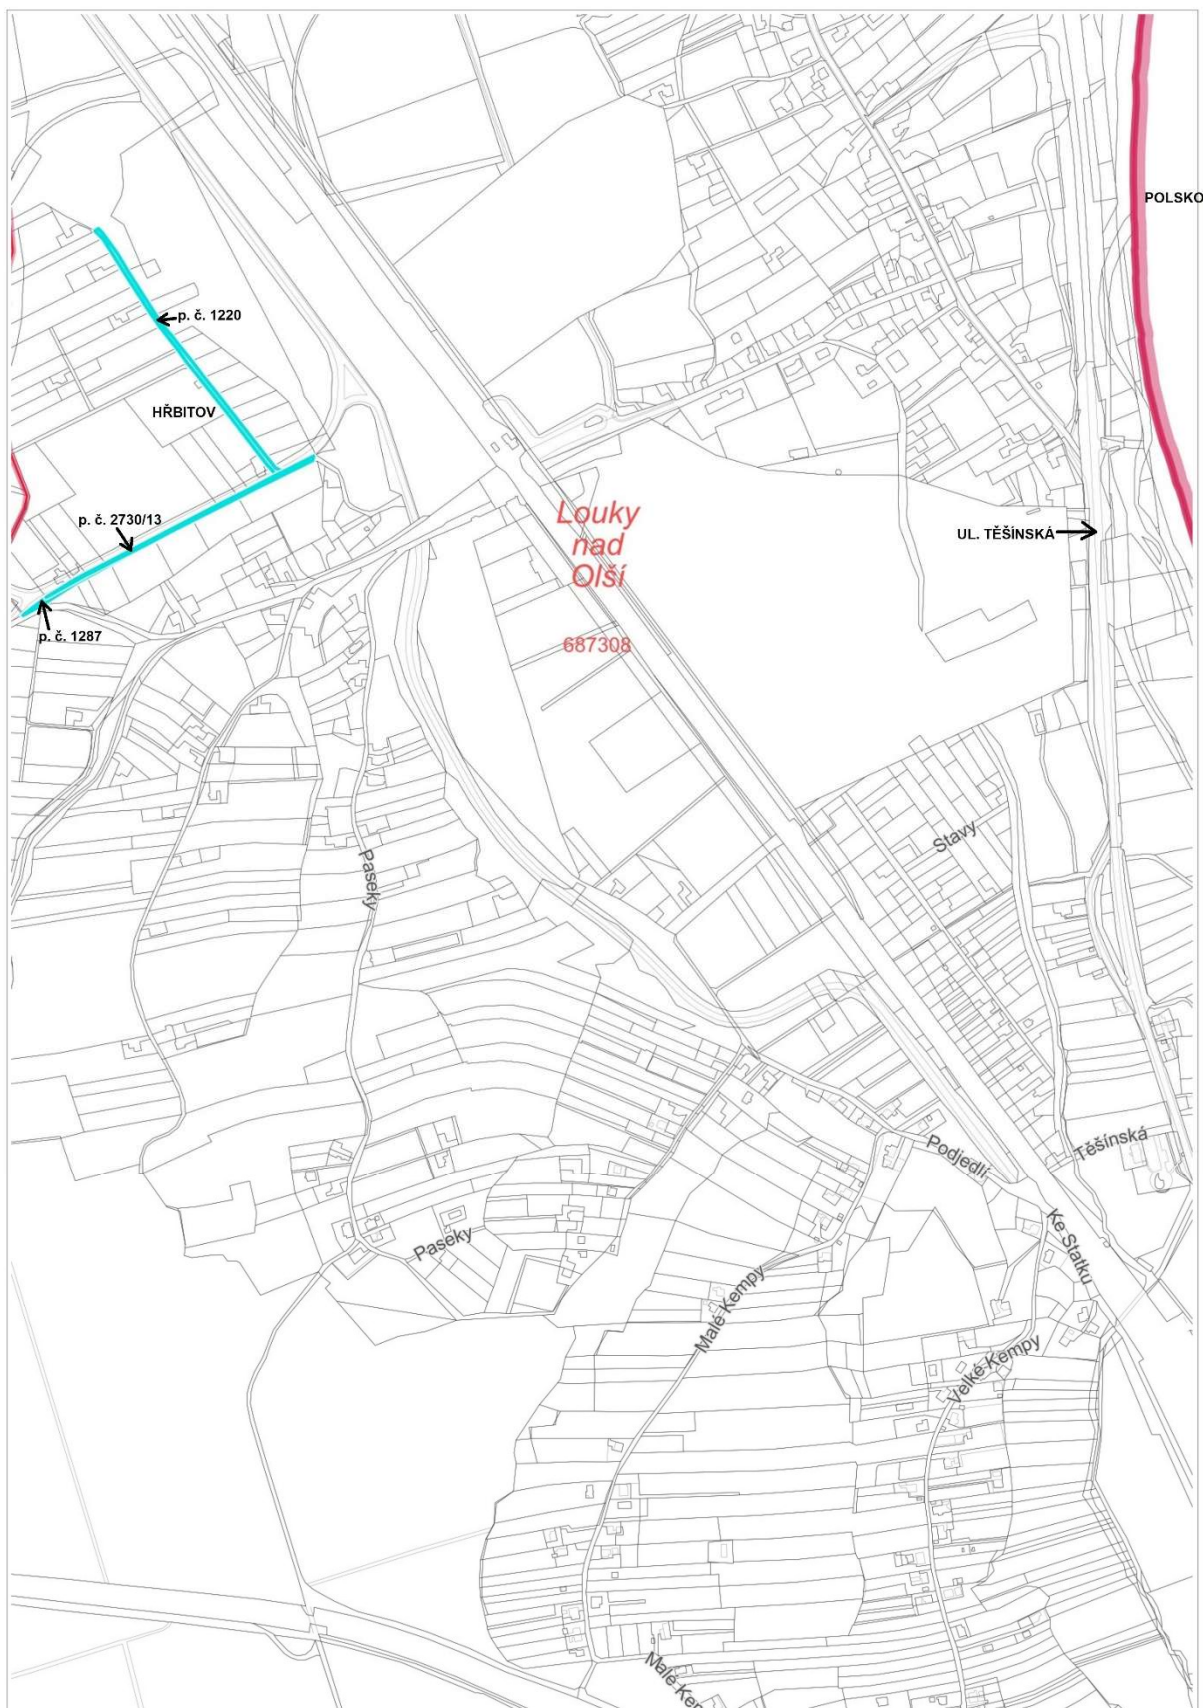 POLSKO
p. č. 1220
HŘBITOV
p. č. 2730/13
Louky
nad
Olší
UL. TĚŠÍNSKÁ
p. č. 1287
687308
Stavy
Paseky
Těšínská
Podjedlí
Ke Statku
Paseky
Malé Kempy
Velké Kempy